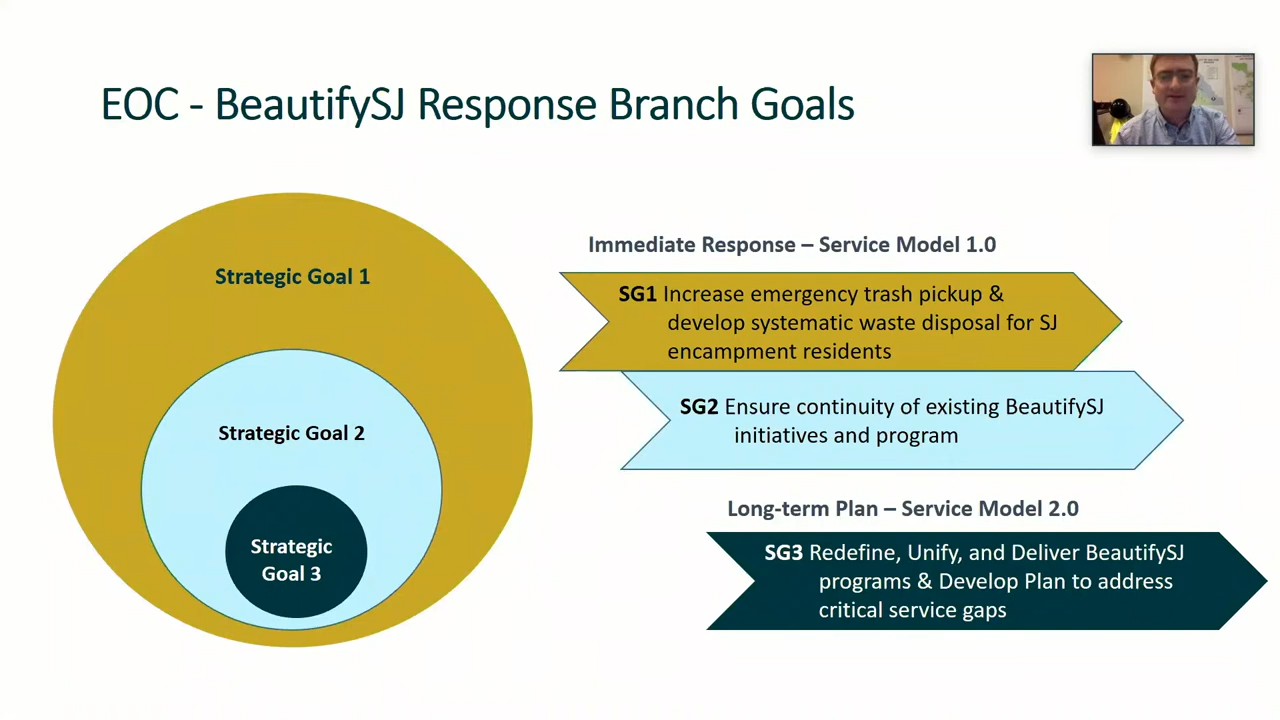 EOC - BeautifySJ Response Branch Goals
Strategic Goal 1
Strategic Goal 2
Strategic
Goal 3
Immediate Response – Service Model 1.0
SG1 Increase emergency trash pickup &
develop systematic waste disposal for SJ
encampment residents
SG2 Ensure continuity of existing BeautifySJ
initiatives and program
Long-term Plan – Service Model 2.0
SG3 Redefine, Unify, and Deliver BeautifySJ
programs & Develop Plan to address
critical service gaps